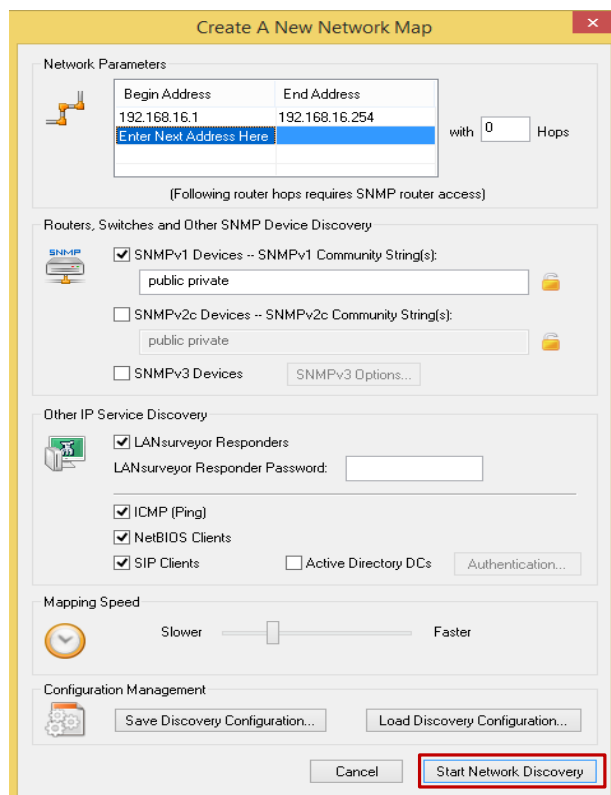 Create A New Network Map
×
Network Parameters
Begin Address End Address
192.168.16.1 192.168.16.254
Enter Next Address Here
with 0 Hops
(Following router hops requires SNMP router access)
Routers, Switches and Other SNMP Device Discovery
SNMP
SNMPv1 Devices -- SNMPv1 Community String(s):
public private
SNMPv2c Devices -- SNMPv2c Community String(s):
public private
SNMPv3 Devices SNMPv3 Options...
Other IP Service Discovery
LANsurveyor Responders
LANsurveyor Responder Password:
ICMP (Ping)
NetBIOS Clients
SIP Clients Active Directory DCs Authentication...
Mapping Speed
Slower Faster
Configuration Management
Save Discovery Configuration... Load Discovery Configuration...
Cancel Start Network Discovery